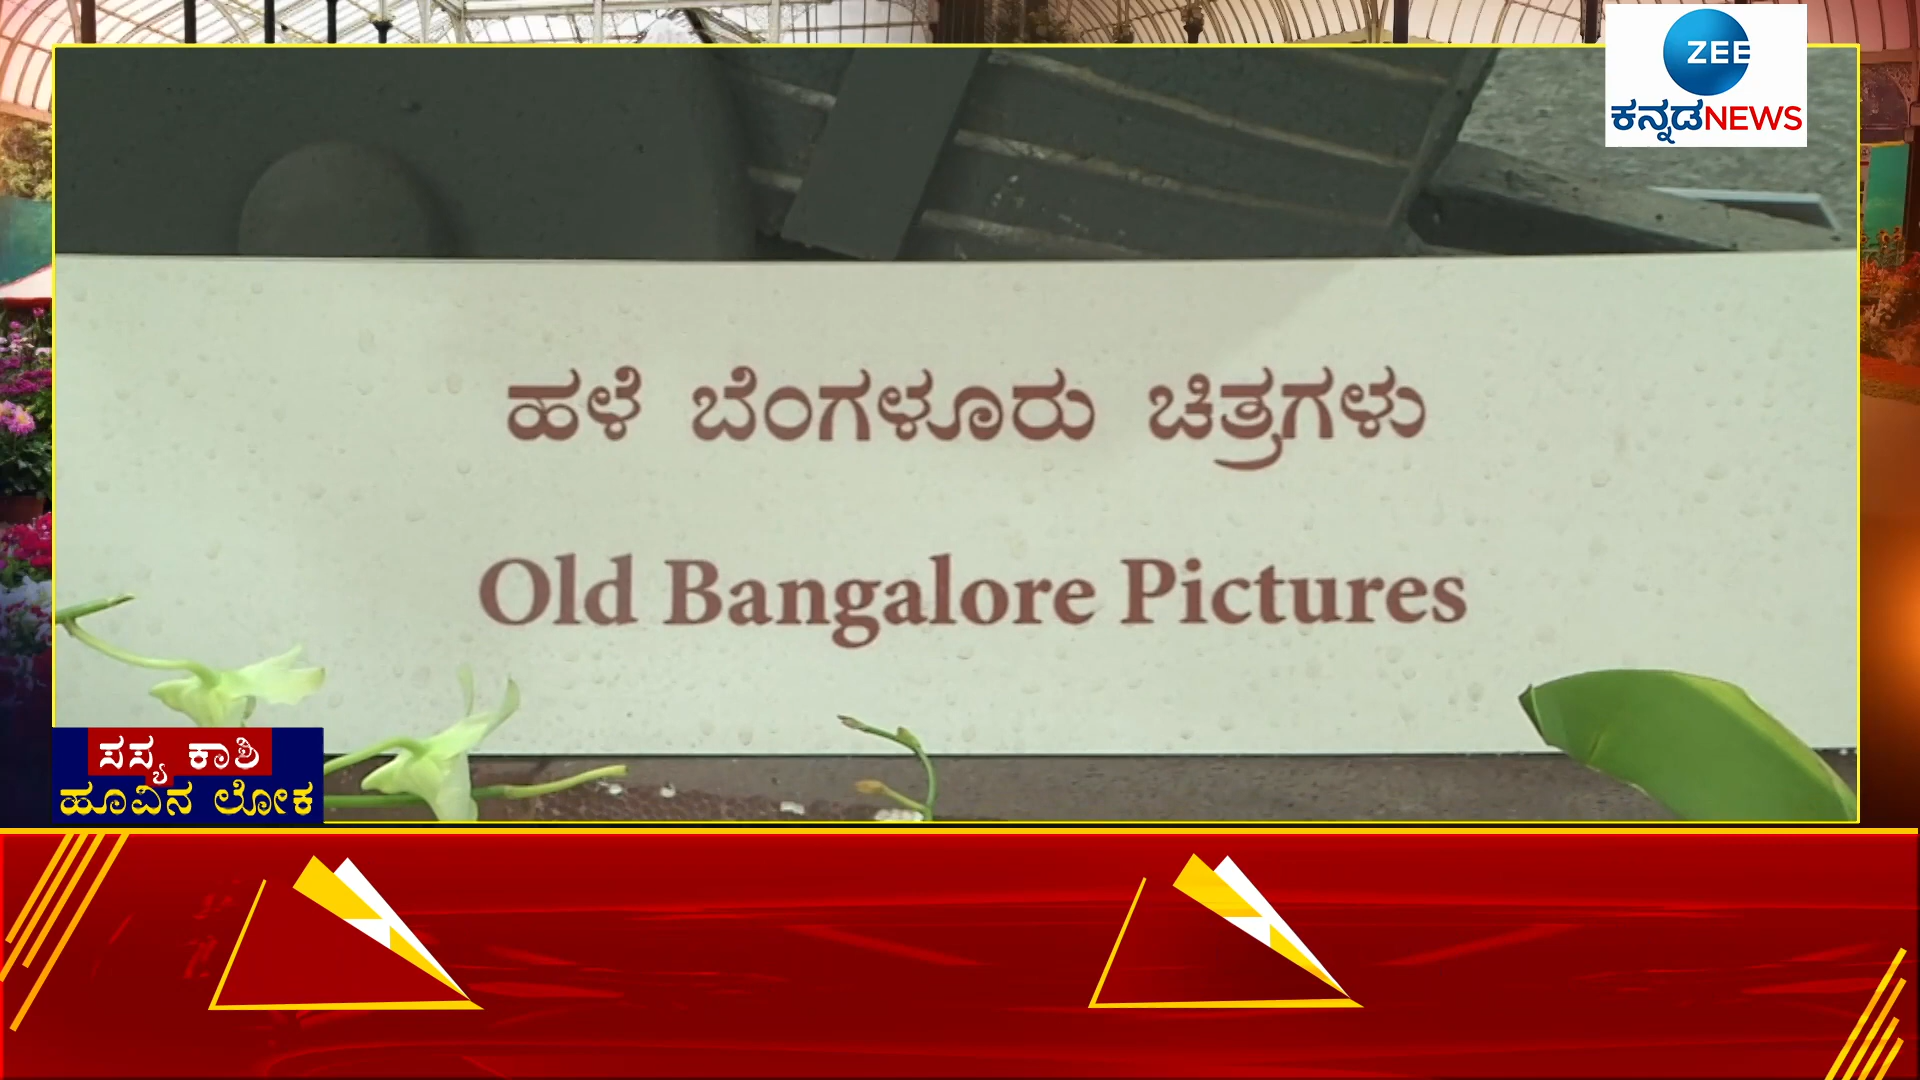 ZEE
ಕನ್ನಡNEWS
ಹಳೆ ಬೆಂಗಳೂರು ಚಿತ್ರಗಳು
Old Bangalore Pictures
ಸಸ್ಯ ಕಾಶಿ
ಹೂವಿನ ಲೋಕ